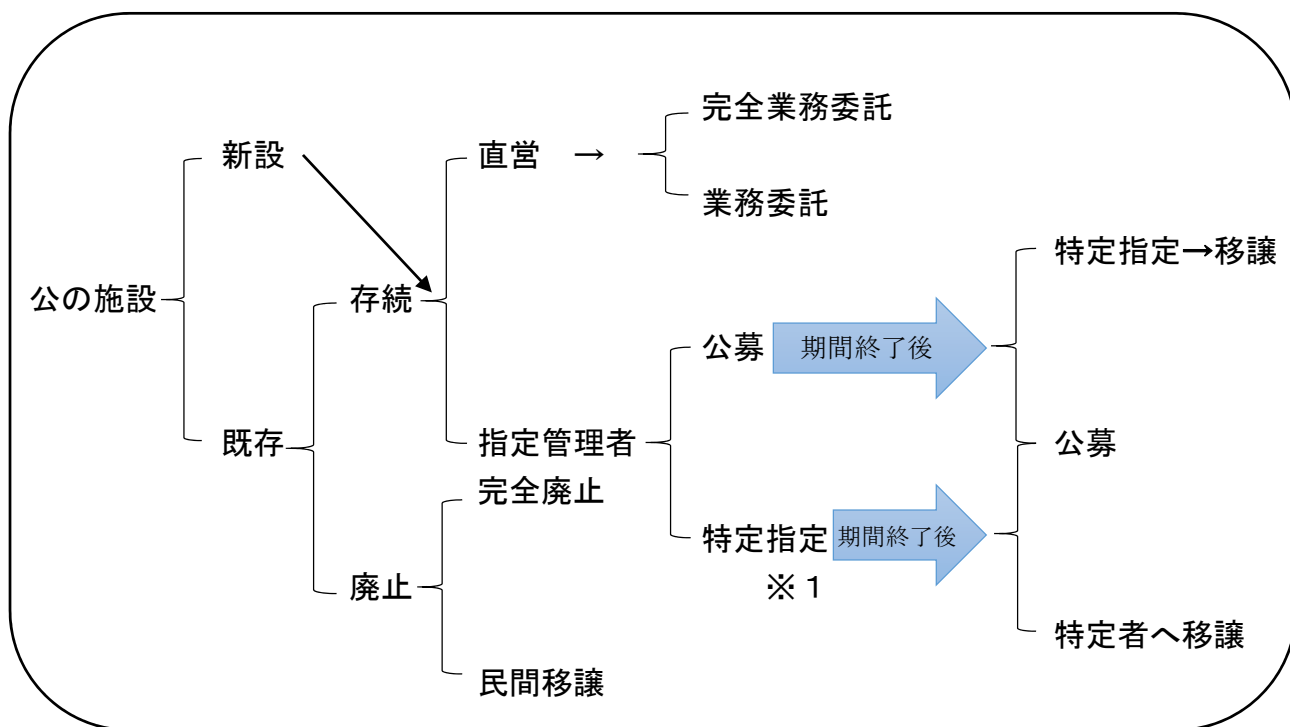 完全業務委託
新設
直営 →
業務委託
特定指定→移譲
公の施設
存続
公募
期間終了後
既存
指定管理者
公募
完全廃止
特定指定
期間終了後
※1
廃止
特定者へ移譲
民間移譲